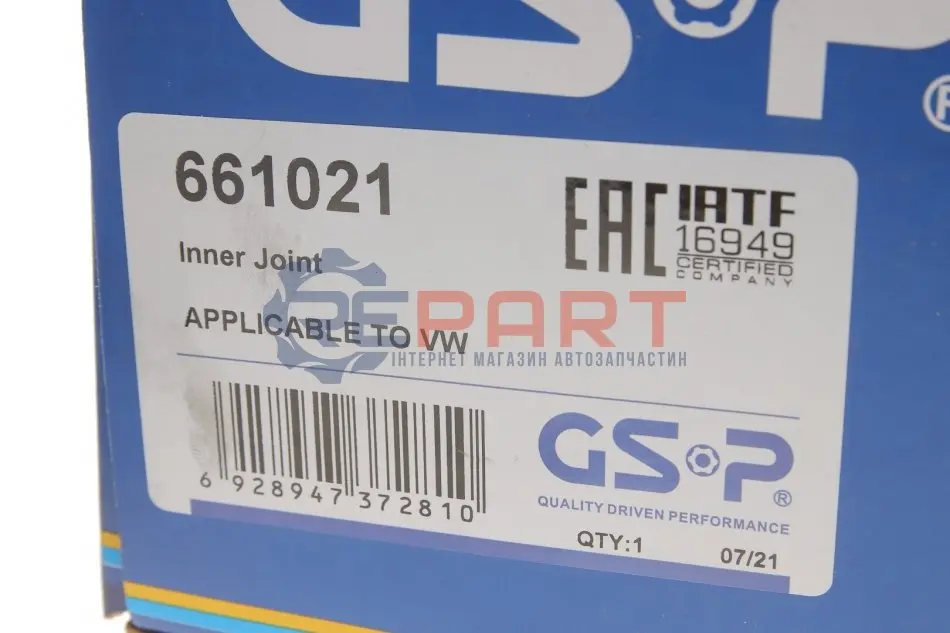 GSP
®
661021
EAC
IATF
16949
CERTIFIED
COMPANY
Inner Joint
REPART
APPLICABLE TO VW
ІНТЕРНЕТ МАГАЗИН АВТОЗАПЧАСТИН
6 928947 372810
GSP®
QUALITY DRIVEN PERFORMANCE
QTY:1
07/21